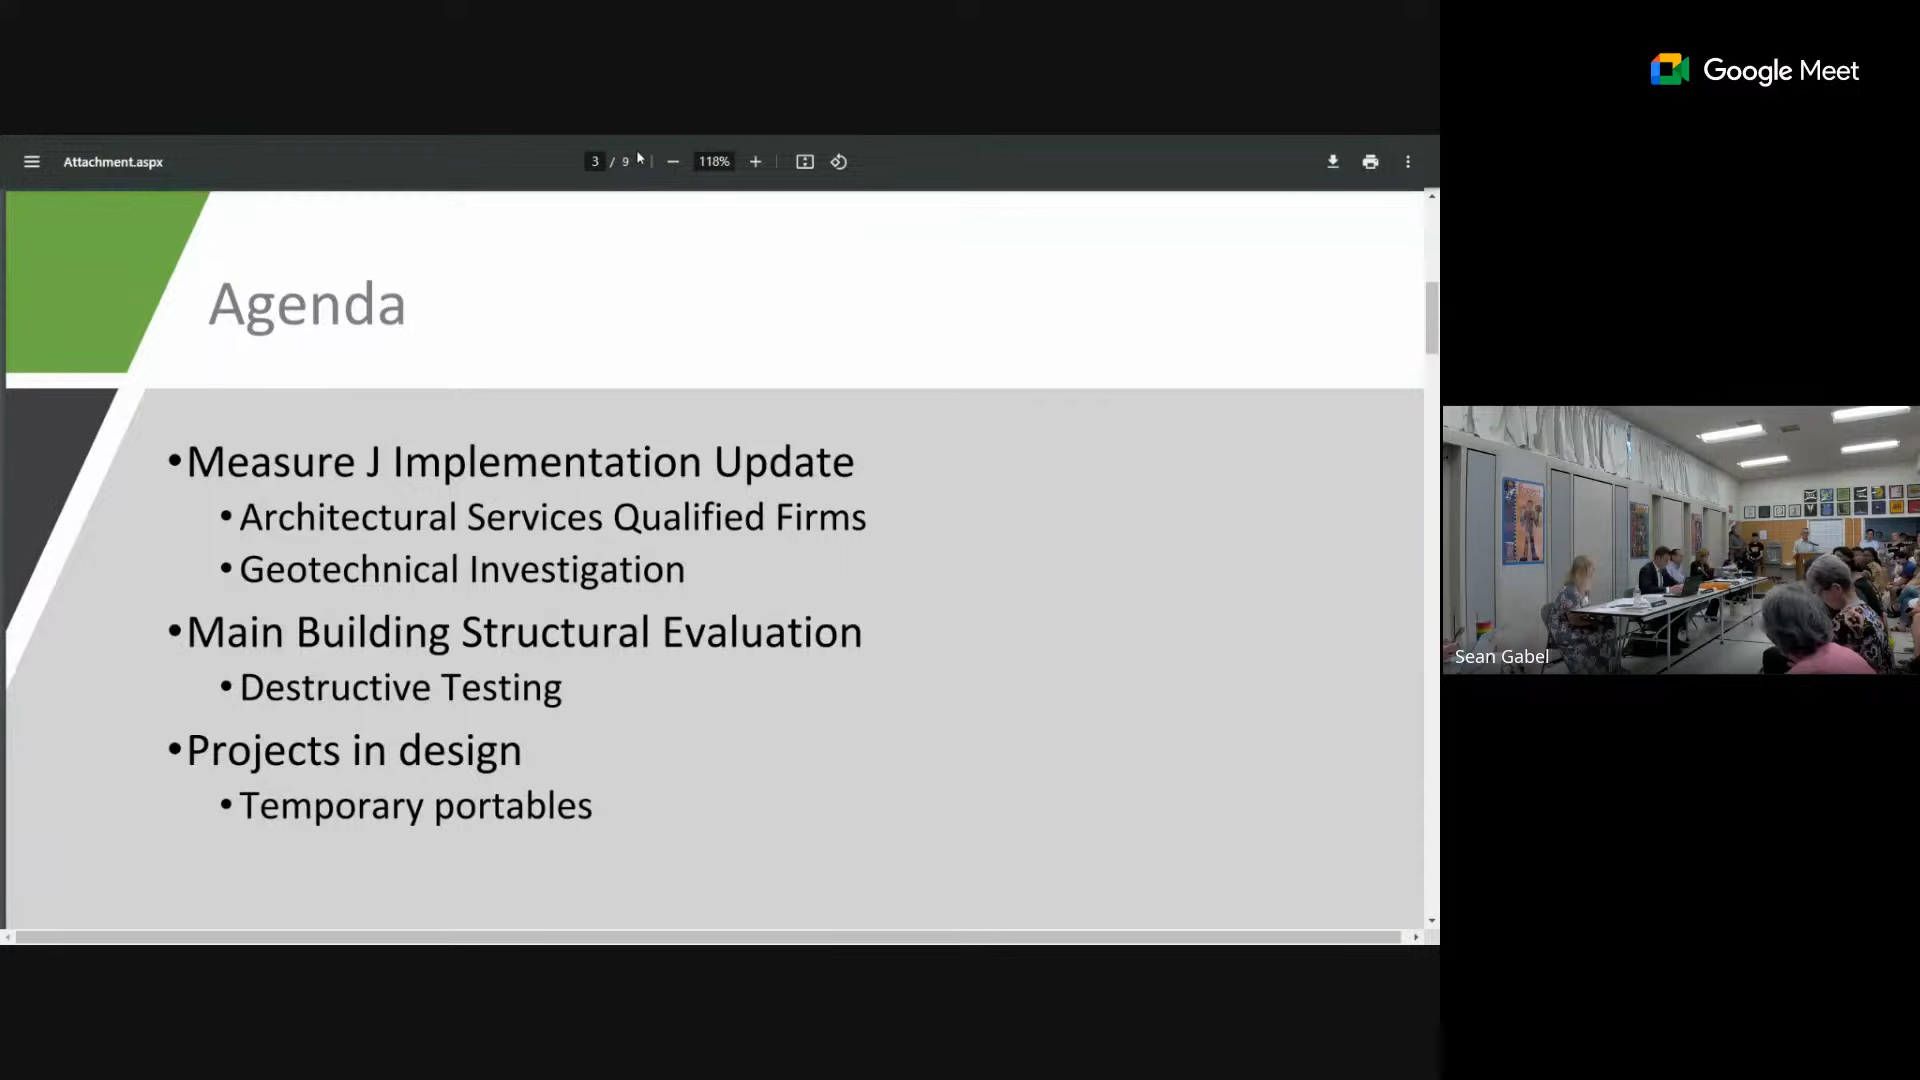 Google Meet
Attachment.aspx
3 / 9
118%
Agenda
•Measure J Implementation Update
•Architectural Services Qualified Firms
•Geotechnical Investigation
•Main Building Structural Evaluation
•Destructive Testing
•Projects in design
•Temporary portables
Sean Gabel